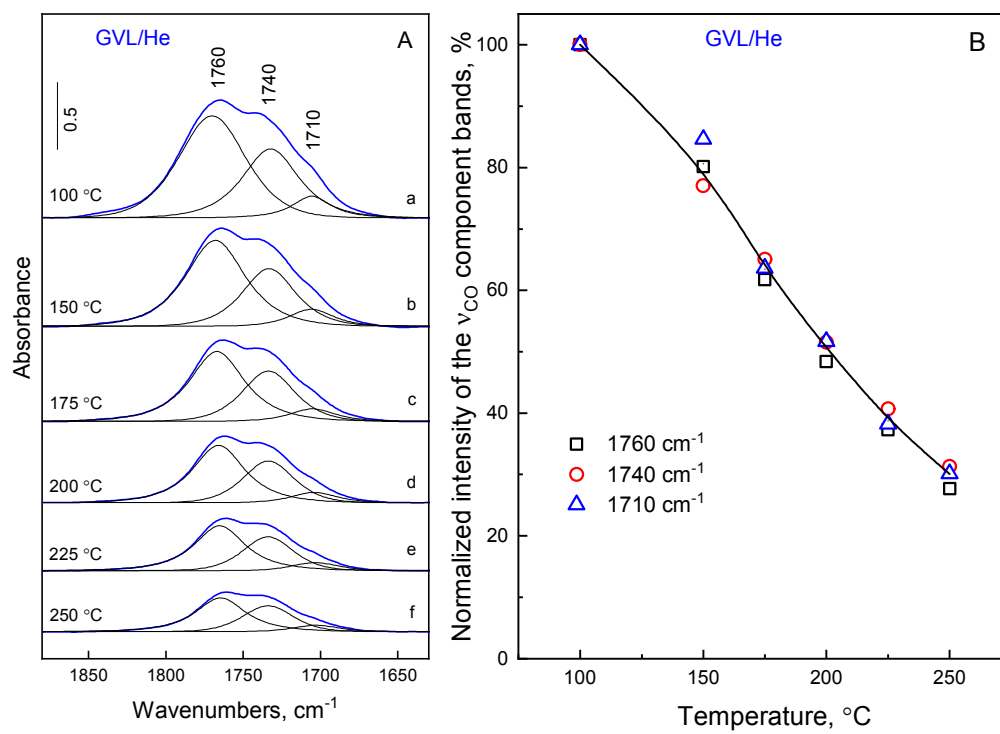 GVL/He
A
1760
1740
1710
0.5
100 °C
a
150 °C
b
175 °C
c
200 °C
d
225 °C
e
250 °C
f
Absorbance
1850
1800
1750
1700
1650
Wavenumbers, cm-1
GVL/He
B
Normalized intensity of the νCO component bands, %
100
80
60
40
20
0
1760 cm-1
1740 cm-1
1710 cm-1
100
150
200
250
Temperature, °C